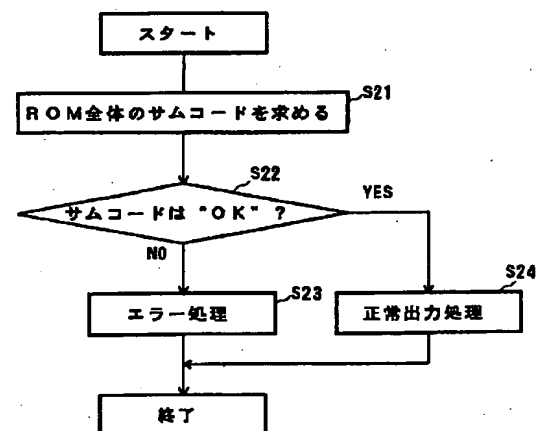 スタート
ROM全体のサムコードを求める
S21
S22
サムコードは"OK"?
YES
NO
エラー処理
S23
正常出力処理
S24
終了